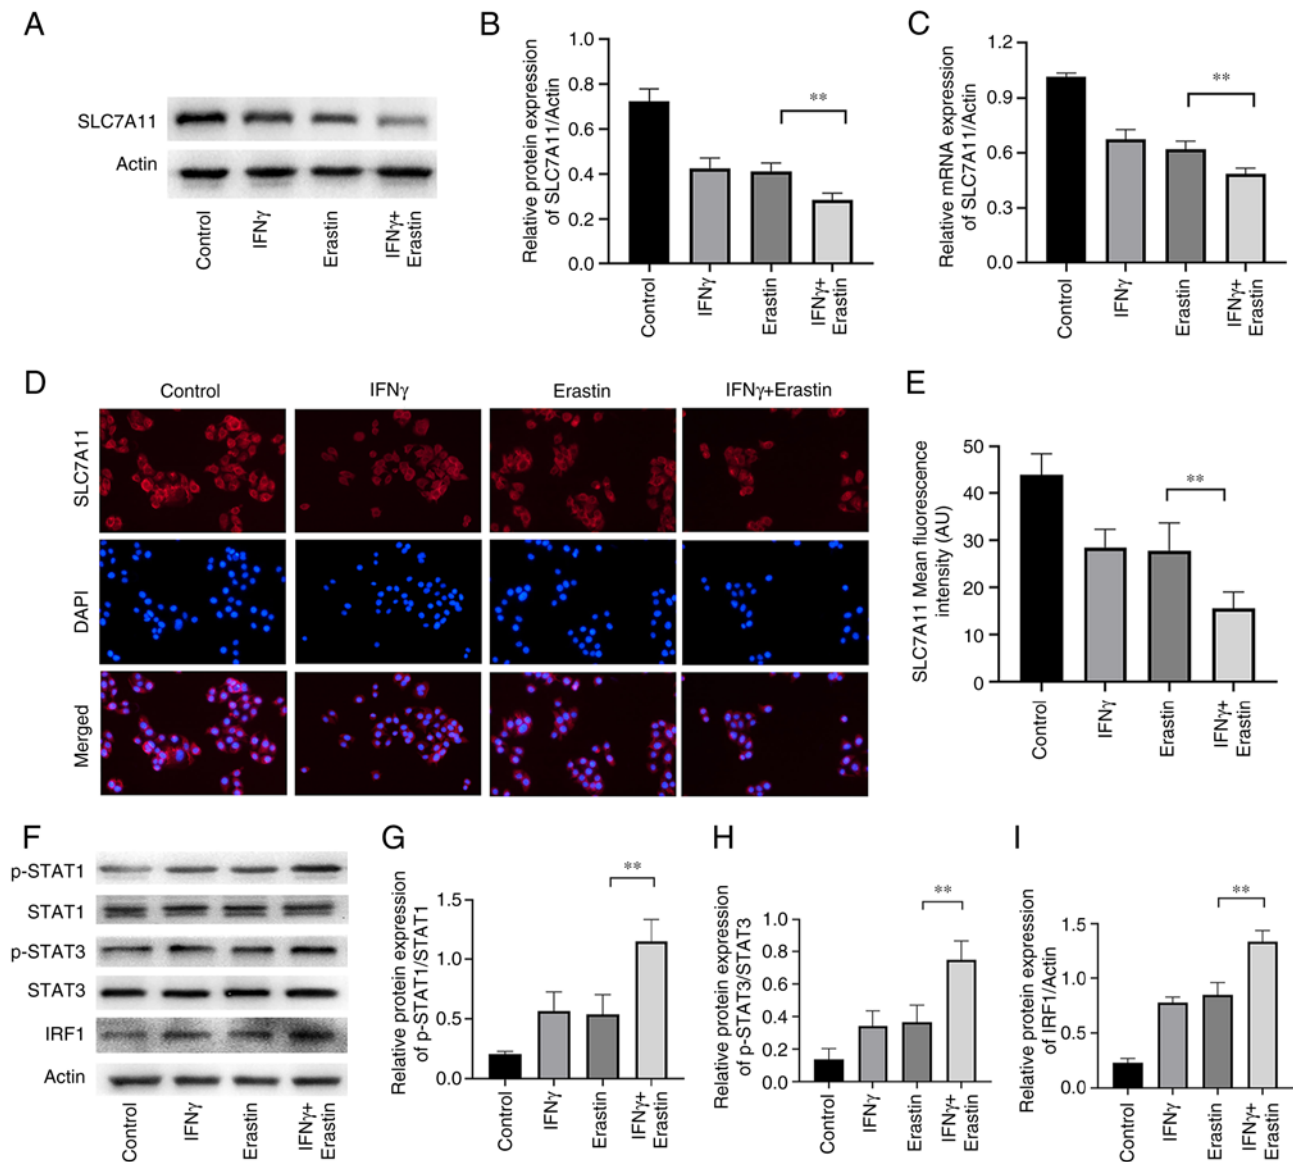 A
SLC7A11
Actin
Control
IFNγ
Erastin
IFNγ+
Erastin
B
Relative protein expression
of SLC7A11/Actin
1.0
0.8
0.6
0.4
0.2
0.0
**
Control
IFNγ
Erastin
IFNγ+
Erastin
C
Relative mRNA expression
of SLC7A11/Actin
1.2
0.9
0.6
0.3
0.0
**
Control
IFNγ
Erastin
IFNγ+
Erastin
D
Control
IFNγ
Erastin
IFNγ+Erastin
SLC7A11
DAPI
Merged
E
SLC7A11 Mean fluorescence
intensity (AU)
50
40
30
20
10
0
**
Control
IFNγ
Erastin
IFNγ+
Erastin
F
p-STAT1
STAT1
p-STAT3
STAT3
IRF1
Actin
Control
IFNγ
Erastin
IFNγ+
Erastin
G
Relative protein expression
of p-STAT1/STAT1
1.5
1.0
0.5
0.0
**
Control
IFNγ
Erastin
IFNγ+
Erastin
H
Relative protein expression
of p-STAT3/STAT3
1.0
0.8
0.6
0.4
0.2
0.0
**
Control
IFNγ
Erastin
IFNγ+
Erastin
I
Relative protein expression
of IRF1/Actin
1.5
1.0
0.5
0.0
**
Control
IFNγ
Erastin
IFNγ+
Erastin